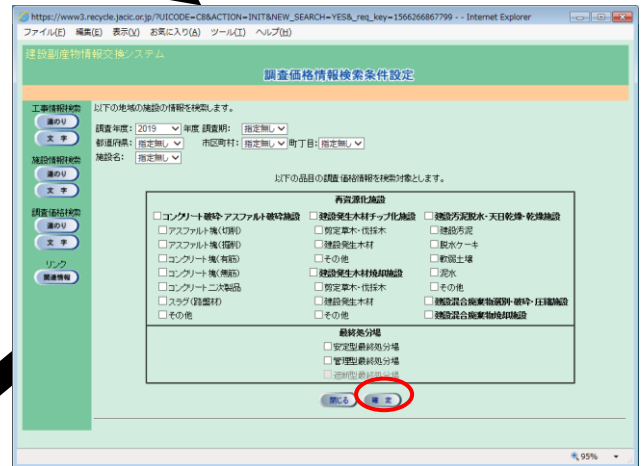 https://www3.recycle.jacic.or.jp/?UICODE=C8&ACTION=INIT&NEW_SEARCH=YES&_req_key=1566266867799 - - Internet Explorer
ファイル(F) 編集(E) 表示(V) お気に入り(A) ツール(T) ヘルプ(H)
建設副産物情報交換システム
調査価格情報検索条件設定
工事情報検索
道のり
文字
施設情報検索
道のり
文字
調査価格検索
道のり
文字
リンク
関連情報
以下の地域の施設の情報を検索します。
調査年度: 2019 年度 調査期: 指定無し
都道府県: 指定無し 市区町村: 指定無し 町丁目: 指定無し
施設名: 指定無し
以下の品目の調査価格情報を検索対象とします。
再資源化施設
コンクリート破砕・アスファルト破砕施設
アスファルト塊(切削)
アスファルト塊(掘削)
コンクリート塊(有筋)
コンクリート塊(無筋)
コンクリート二次製品
スラグ(路盤材)
その他
建設発生木材チップ化施設
剪定草木・伐採木
建設発生木材
その他
建設発生木材焼却施設
剪定草木・伐採木
建設発生木材
その他
建設汚泥脱水・天日乾燥・乾燥施設
建設汚泥
脱水ケーキ
軟弱土壌
泥水
その他
建設混合廃棄物選別・破砕・圧縮施設
建設混合廃棄物焼却施設
最終処分場
安定型最終処分場
管理型最終処分場
遮断型最終処分場
閉じる 確定
95%